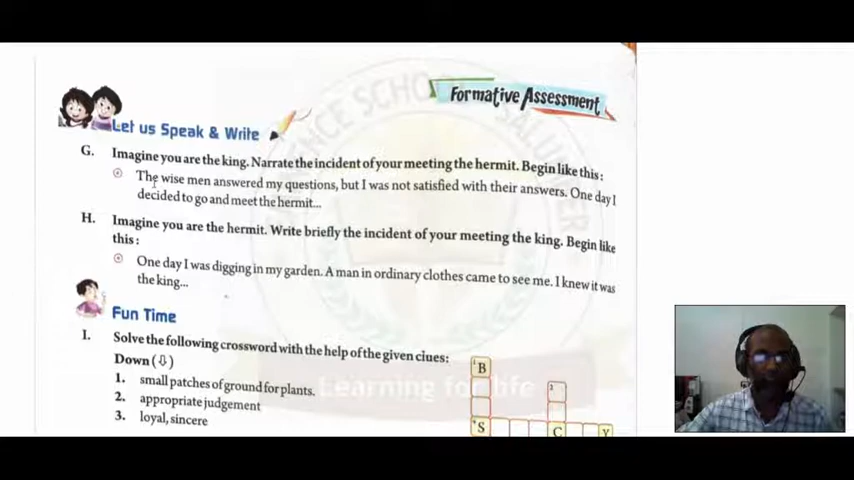 Formative Assessment
Let us Speak & Write
G. Imagine you are the king. Narrate the incident of your meeting the hermit. Begin like this:
The wise men answered my questions, but I was not satisfied with their answers. One day I
decided to go and meet the hermit...
H. Imagine you are the hermit. Write briefly the incident of your meeting the king. Begin like
this:
One day I was digging in my garden. A man in ordinary clothes came to see me. I knew it was
the king...
Fun Time
I. Solve the following crossword with the help of the given clues:
Down (⇩)
1. small patches of ground for plants.
2. appropriate judgement
3. loyal, sincere
1 B
S C Y
Learning for life